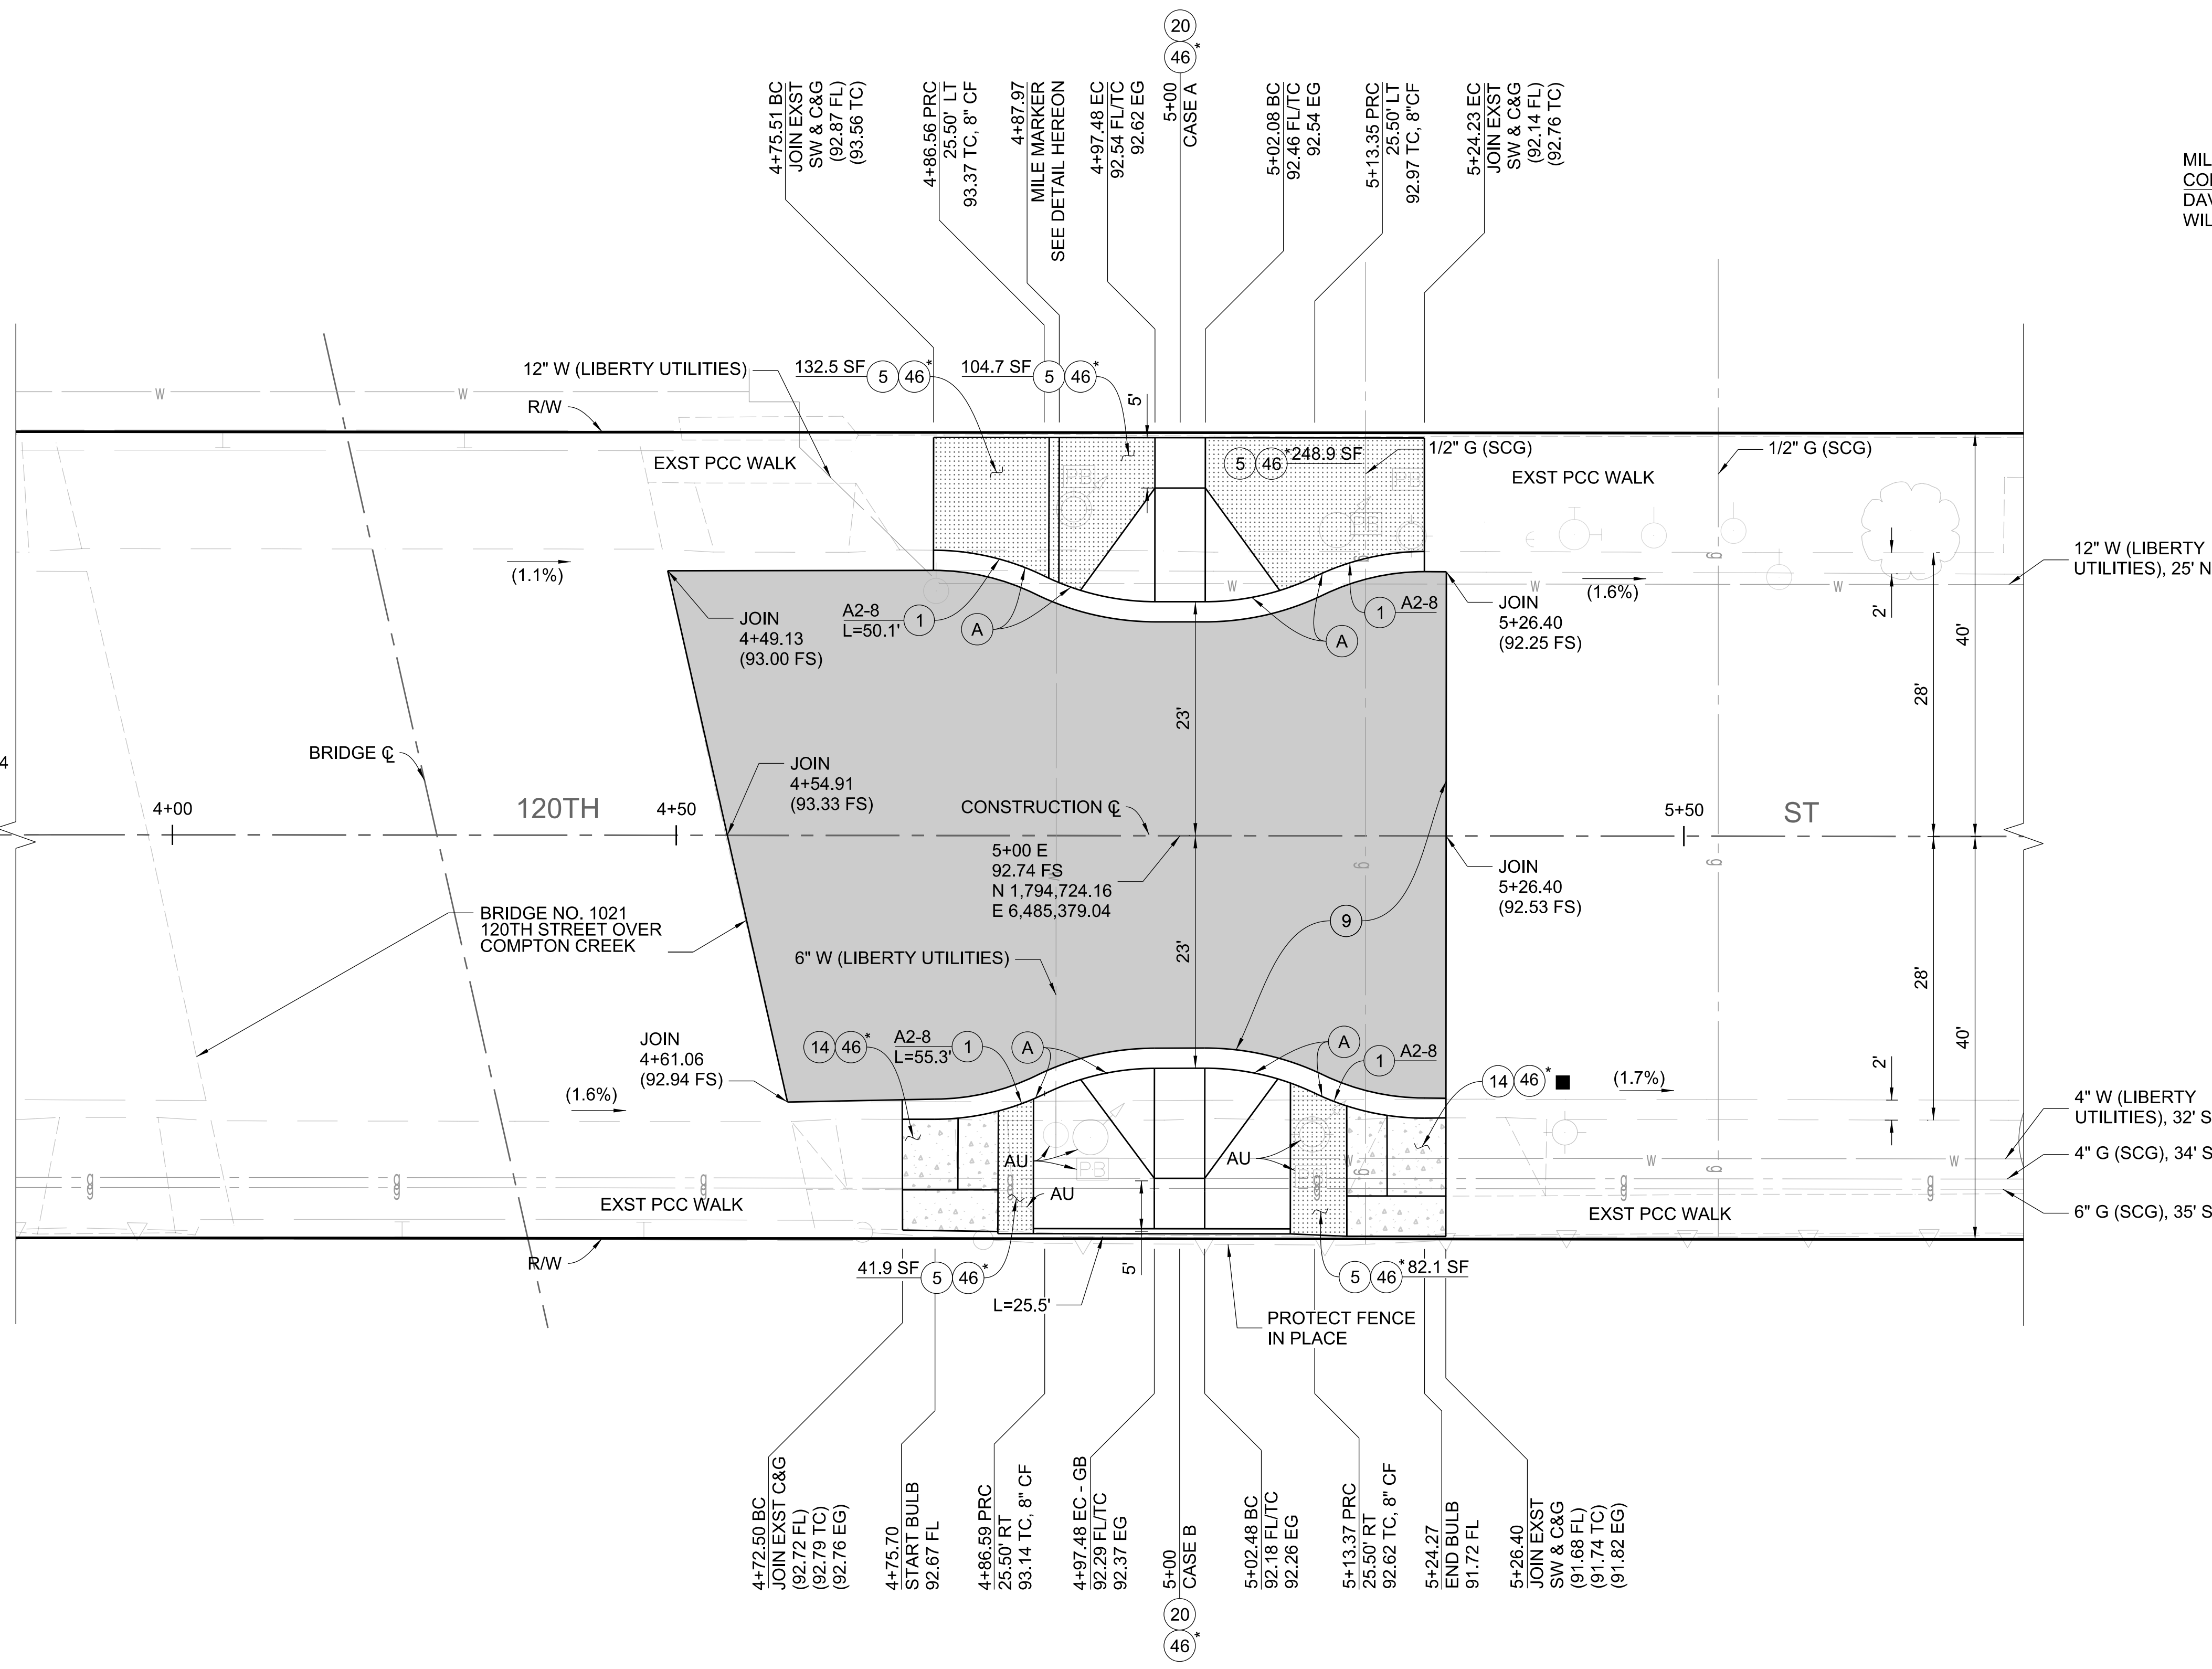 20
46*
4+75.51 BC
JOIN EXST
SW & C&G
(92.87 FL)
(93.56 TC)
4+86.56 PRC
25.50' LT
93.37 TC, 8" CF
4+87.97
MILE MARKER
SEE DETAIL HEREON
4+97.48 EC
92.54 FL/TC
92.62 EG
5+00
CASE A
5+02.08 BC
92.46 FL/TC
92.54 EG
5+13.35 PRC
25.50' LT
92.97 TC, 8"CF
5+24.23 EC
JOIN EXST
SW & C&G
(92.14 FL)
(92.76 TC)
MIL
DAV
WIL
12" W (LIBERTY UTILITIES)
132.5 SF 5 46*
104.7 SF 5 46*
5'
R/W
W
W
EXST PCC WALK
PB
5 46* 248.9 SF
1/2" G (SCG)
1/2" G (SCG)
EXST PCC WALK
12" W (LIBERTY
UTILITIES), 25' N
(1.1%)
W
W
W
(1.6%)
g
g
2'
40'
28'
JOIN
4+49.13
(93.00 FS)
A2-8
L=50.1'
1
A
1
A2-8
A
JOIN
5+26.40
(92.25 FS)
23'
BRIDGE CL
JOIN
4+54.91
(93.33 FS)
4
4+00
120TH
4+50
CONSTRUCTION CL
5+50
ST
5+00 E
92.74 FS
N 1,794,724.16
E 6,485,379.04
g
g
JOIN
5+26.40
(92.53 FS)
BRIDGE NO. 1021
120TH STREET OVER
COMPTON CREEK
9
6" W (LIBERTY UTILITIES)
23'
28'
40'
2'
JOIN
4+61.06
(92.94 FS)
14 46*
A2-8
L=55.3'
1
A
A
1
A2-8
14 46* ■
(1.6%)
(1.7%)
4" W (LIBERTY
UTILITIES), 32' S
4" G (SCG), 34' S
6" G (SCG), 35' S
AU
PB
AU
AU
W
W
W
g
g
g
g
g
g
g
EXST PCC WALK
EXST PCC WALK
R/W
41.9 SF 5 46*
5'
5 46* 82.1 SF
L=25.5'
PROTECT FENCE
IN PLACE
4+72.50 BC
JOIN EXST C&G
(92.72 FL)
(92.79 TC)
(92.76 EG)
4+75.70
START BULB
92.67 FL
4+86.59 PRC
25.50' RT
93.14 TC, 8" CF
4+97.48 EC - GB
92.29 FL/TC
92.37 EG
5+00
CASE B
5+02.48 BC
92.18 FL/TC
92.26 EG
5+13.37 PRC
25.50' RT
92.62 TC, 8" CF
5+24.27
END BULB
91.72 FL
5+26.40
JOIN EXST
SW & C&G
(91.68 FL)
(91.74 TC)
(91.82 EG)
20
46*